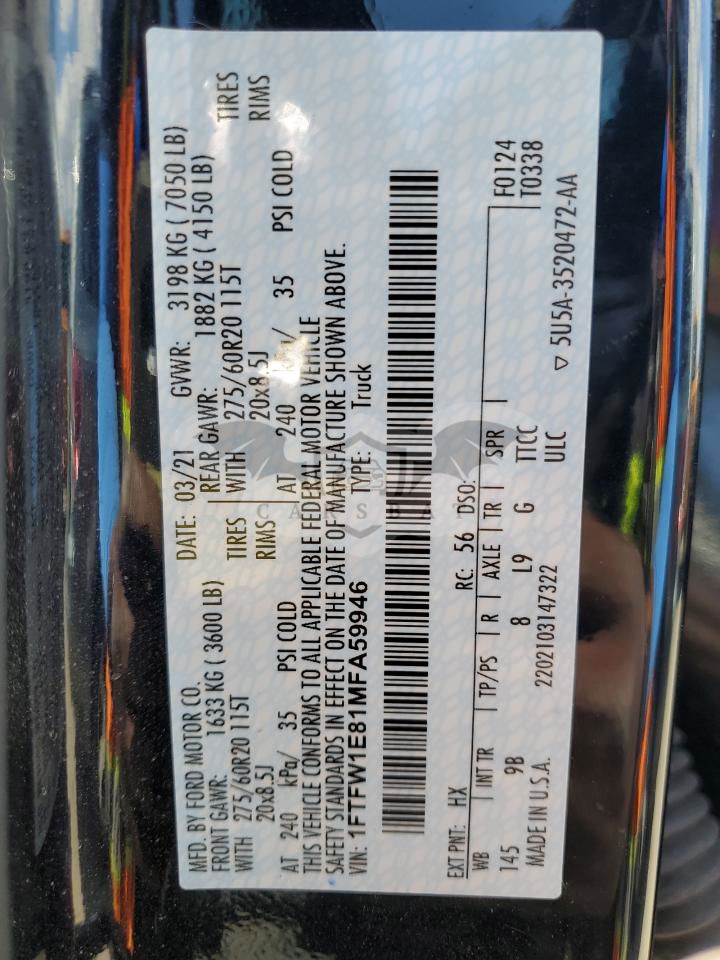 MFD. BY FORD MOTOR CO. DATE: 03/21 GVWR: 3198 KG ( 7050 LB)
FRONT GAWR: 1633 KG ( 3600 LB) REAR GAWR: 1882 KG ( 4150 LB)
WITH 275/60R20 115T TIRES WITH 275/60R20 115T TIRES
20x8.5J RIMS 20x8.5J RIMS
AT 240 kPa/ 35 PSI COLD AT 240 kPa/ 35 PSI COLD
THIS VEHICLE CONFORMS TO ALL APPLICABLE FEDERAL MOTOR VEHICLE
SAFETY STANDARDS IN EFFECT ON THE DATE OF MANUFACTURE SHOWN ABOVE.
VIN: 1FTFW1E81MFA59946 TYPE: Truck
EXT PNT: HX RC: 56 DSO:
WB INT TR TP/PS R AXLE TR SPR F0124
145 9B 8 L9 G TTCC T0338
MADE IN U.S.A. 2202103147322 ULC
▽ 5U5A-3520472-AA